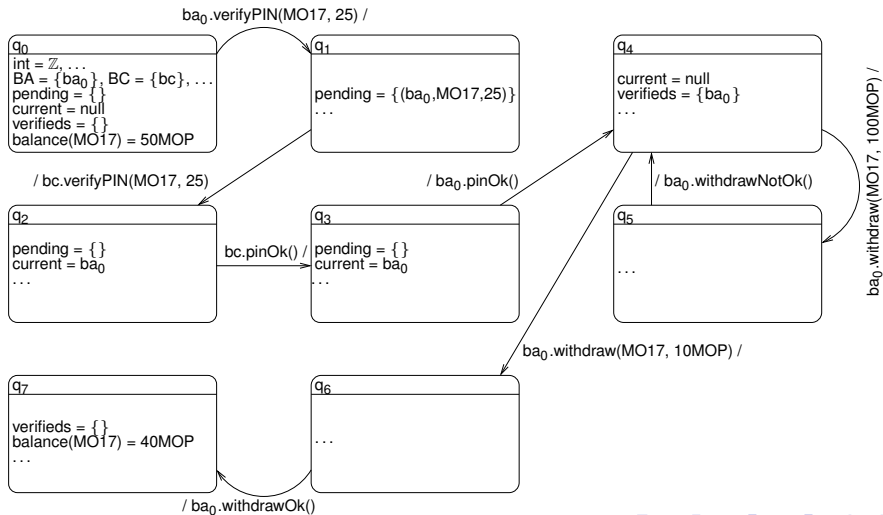 ba₀.verifyPIN(MO17, 25) /
q₀
int = ℤ, ...
BA = {ba₀}, BC = {bc}, ...
pending = {}
current = null
verifieds = {}
balance(MO17) = 50MOP
q₁
pending = {(ba₀,MO17,25)}
...
q₄
current = null
verifieds = {ba₀}
...
ba₀.withdraw(MO17, 100MOP) /
/ bc.verifyPIN(MO17, 25)
/ ba₀.pinOk()
/ ba₀.withdrawNotOk()
q₂
pending = {}
current = ba₀
...
bc.pinOk() /
q₃
pending = {}
current = ba₀
...
q₅
...
ba₀.withdraw(MO17, 10MOP) /
q₇
verifieds = {}
balance(MO17) = 40MOP
...
q₆
...
/ ba₀.withdrawOk()